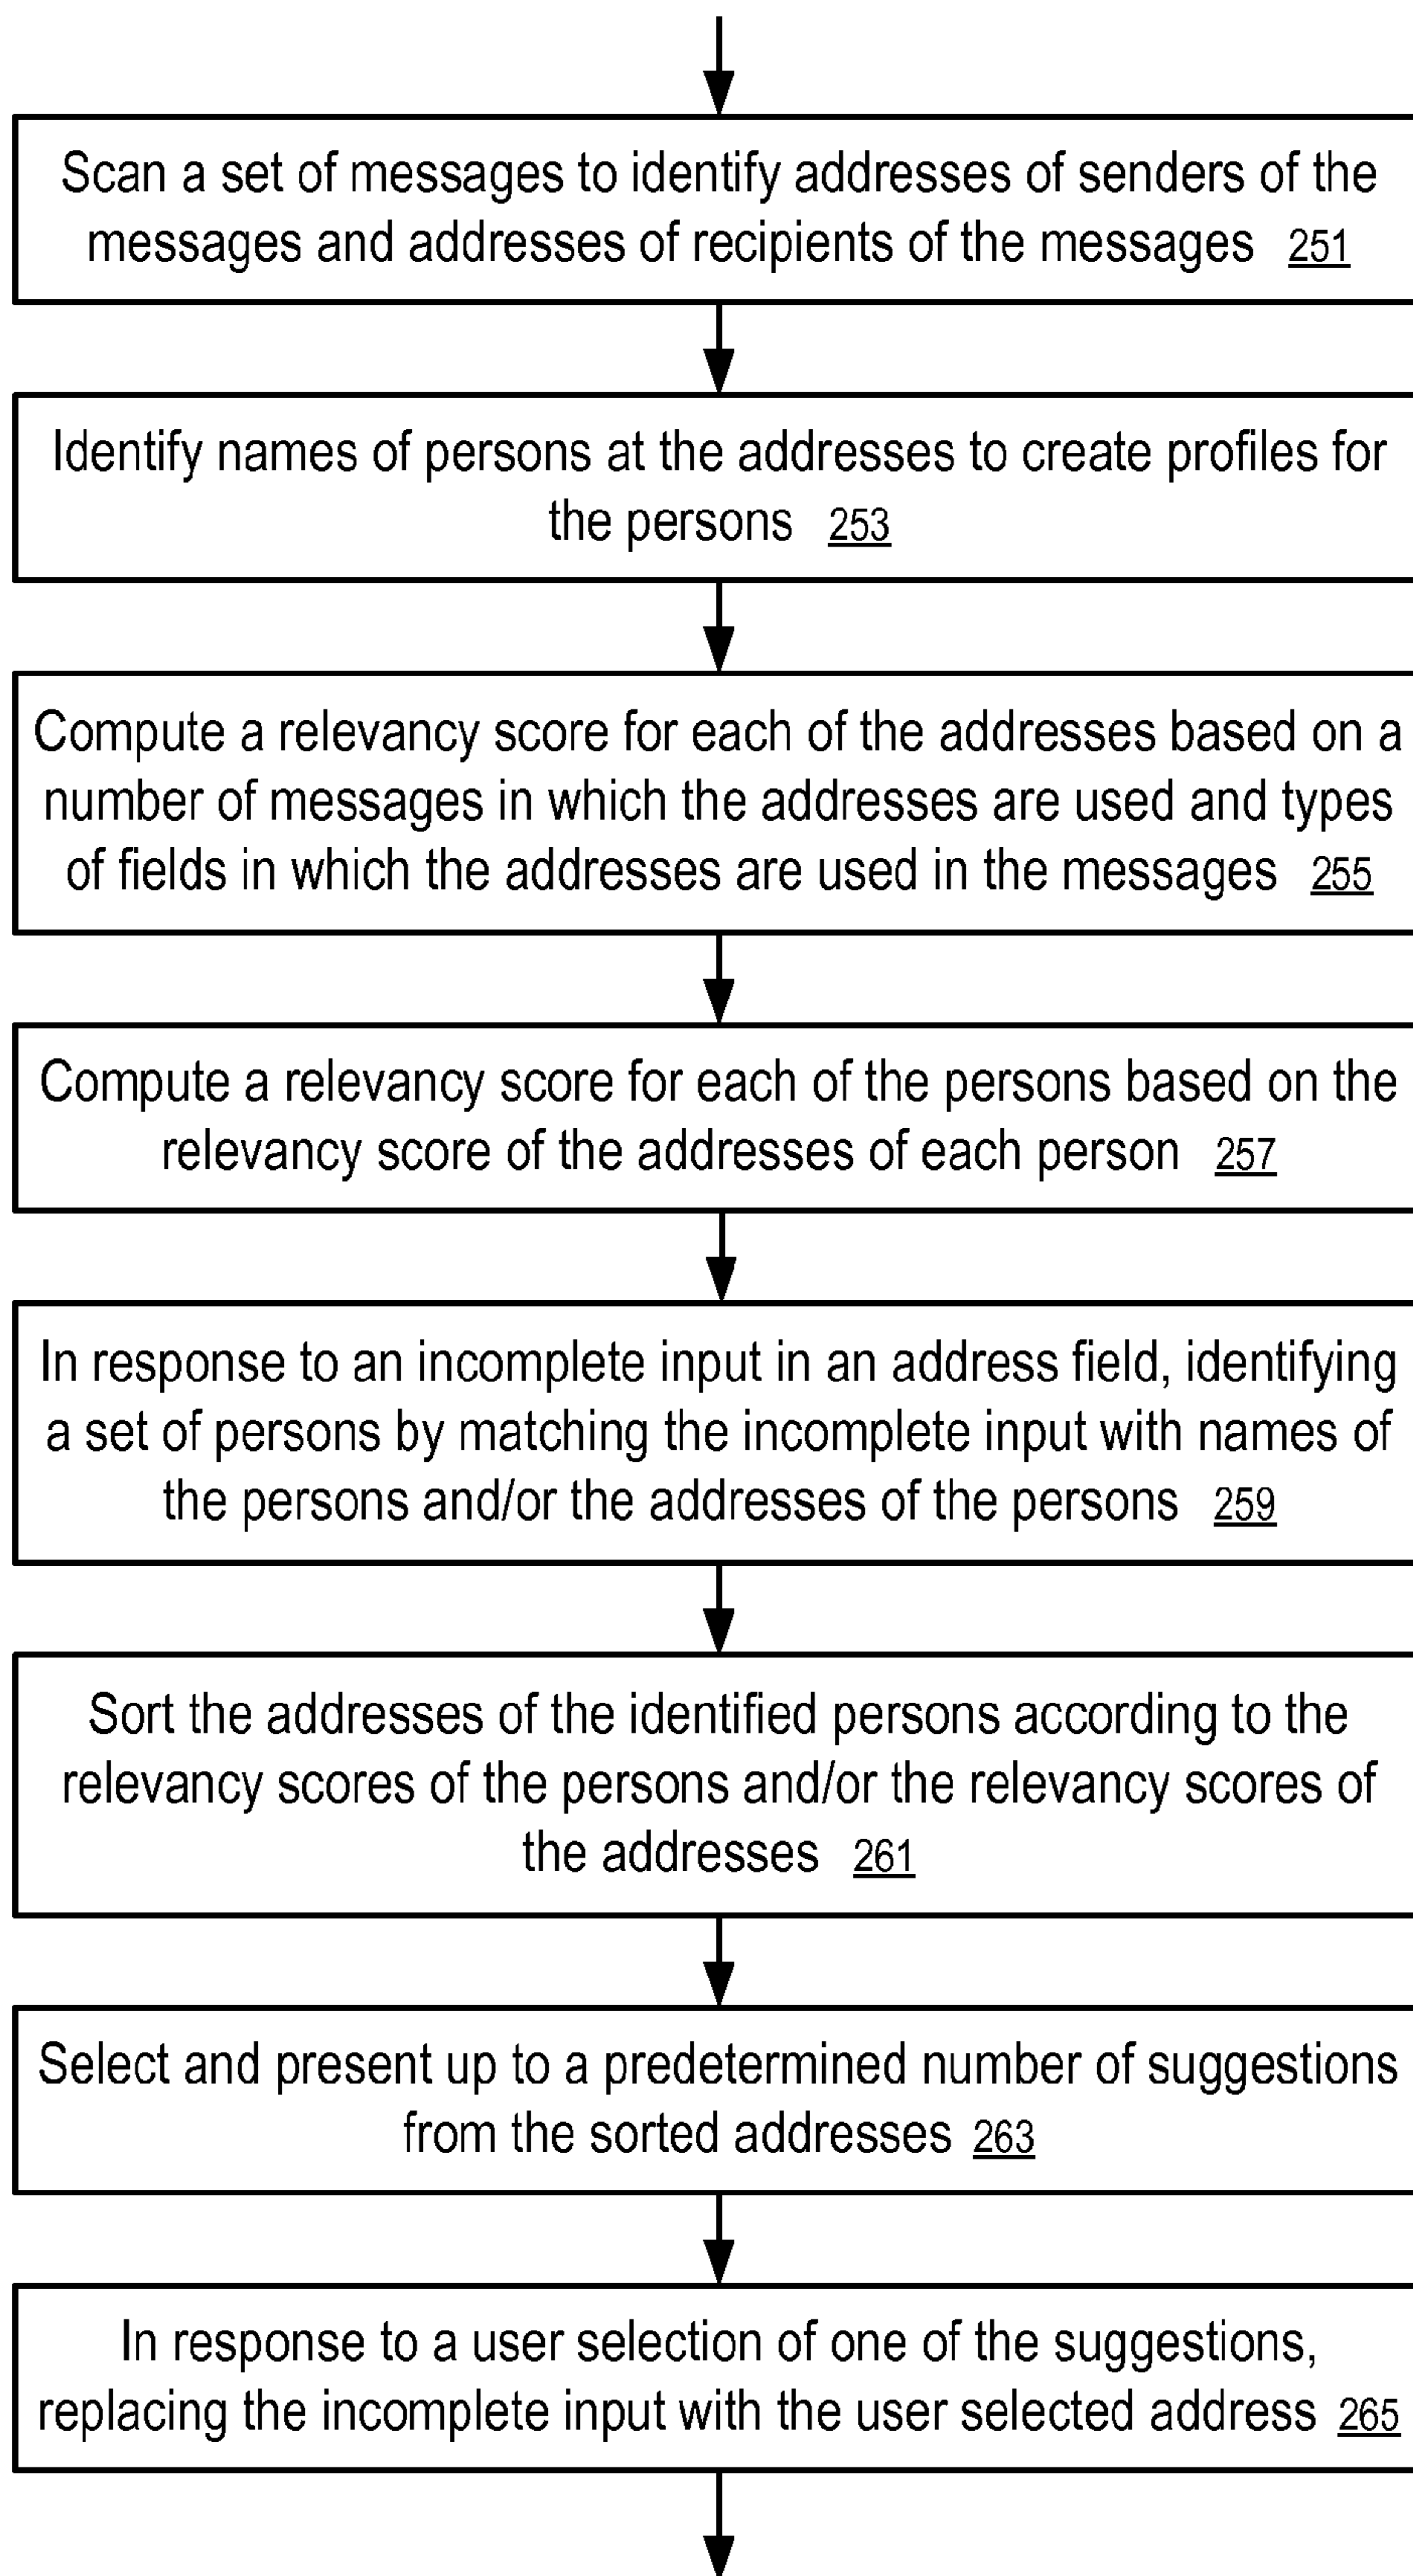 Scan a set of messages to identify addresses of senders of the
messages and addresses of recipients of the messages 251
Identify names of persons at the addresses to create profiles for
the persons 253
Compute a relevancy score for each of the addresses based on a
number of messages in which the addresses are used and types
of fields in which the addresses are used in the messages 255
Compute a relevancy score for each of the persons based on the
relevancy score of the addresses of each person 257
In response to an incomplete input in an address field, identifying
a set of persons by matching the incomplete input with names of
the persons and/or the addresses of the persons 259
Sort the addresses of the identified persons according to the
relevancy scores of the persons and/or the relevancy scores of
the addresses 261
Select and present up to a predetermined number of suggestions
from the sorted addresses 263
In response to a user selection of one of the suggestions,
replacing the incomplete input with the user selected address 265